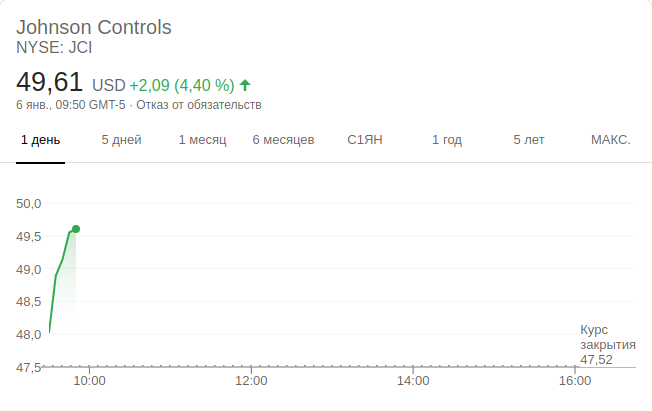 Johnson Controls
NYSE: JCI
49,61 USD +2,09 (4,40 %)
6 янв., 09:50 GMT-5 · Отказ от обязательств
1 день 5 дней 1 месяц 6 месяцев С1ЯН 1 год 5 лет МАКС.
50,0
49,5
49,0
48,5
48,0
47,5
Курс
закрытия
47,52
10:00 12:00 14:00 16:00